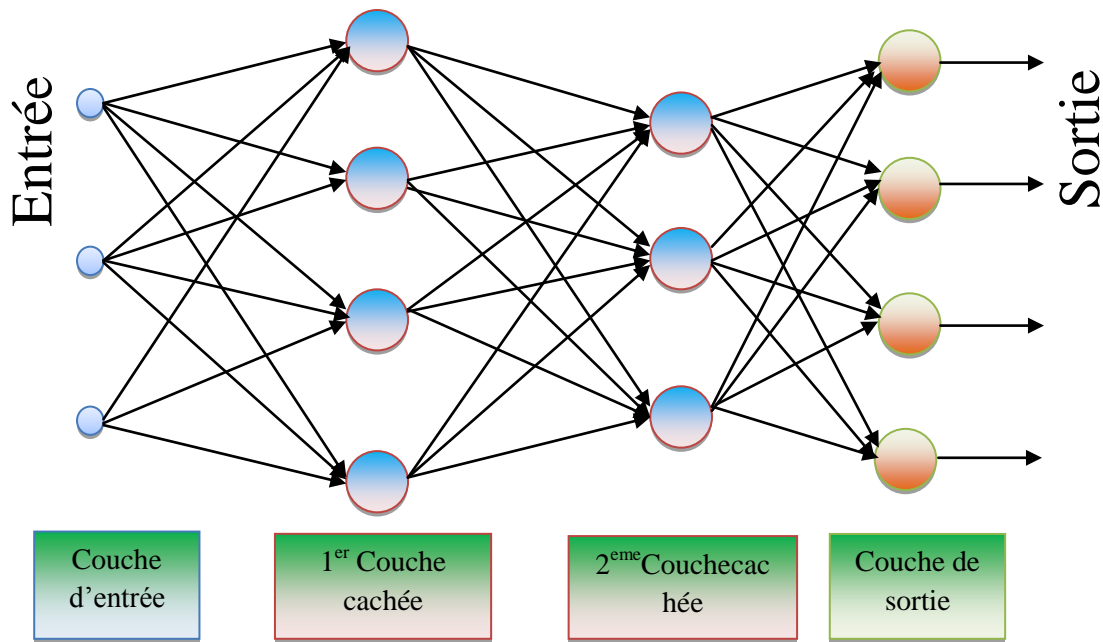 Entrée
Sortie
Couche
d’entrée
1er Couche
cachée
2emeCouchecac
hée
Couche de
sortie